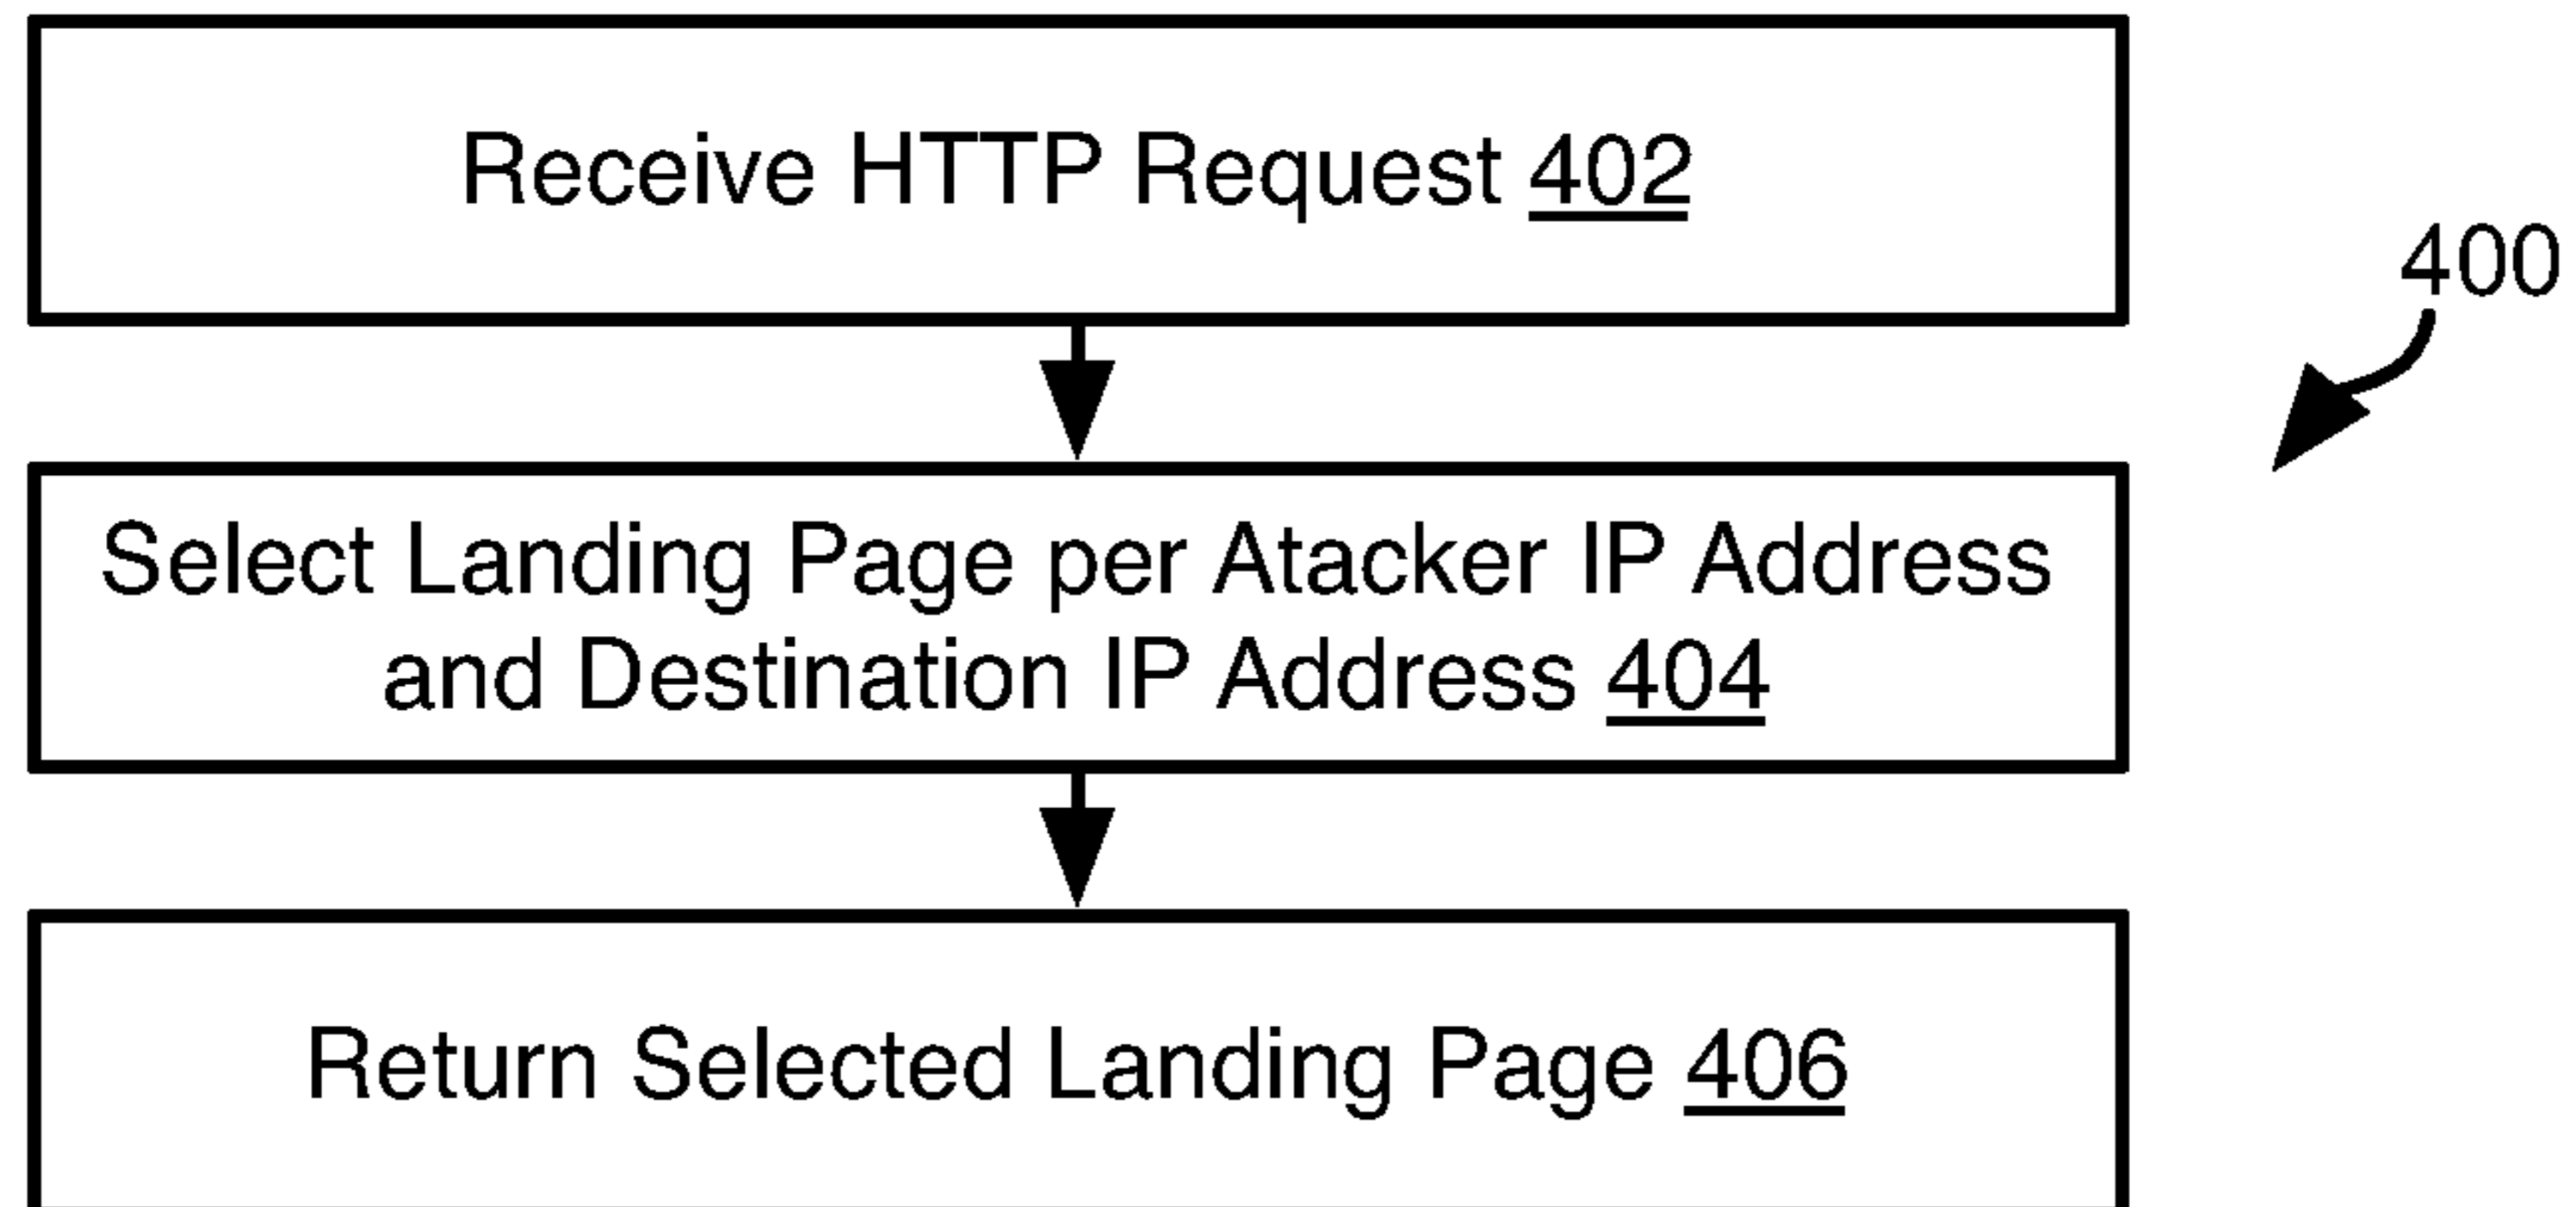 Receive HTTP Request 402
400
Select Landing Page per Atacker IP Address
and Destination IP Address 404
Return Selected Landing Page 406